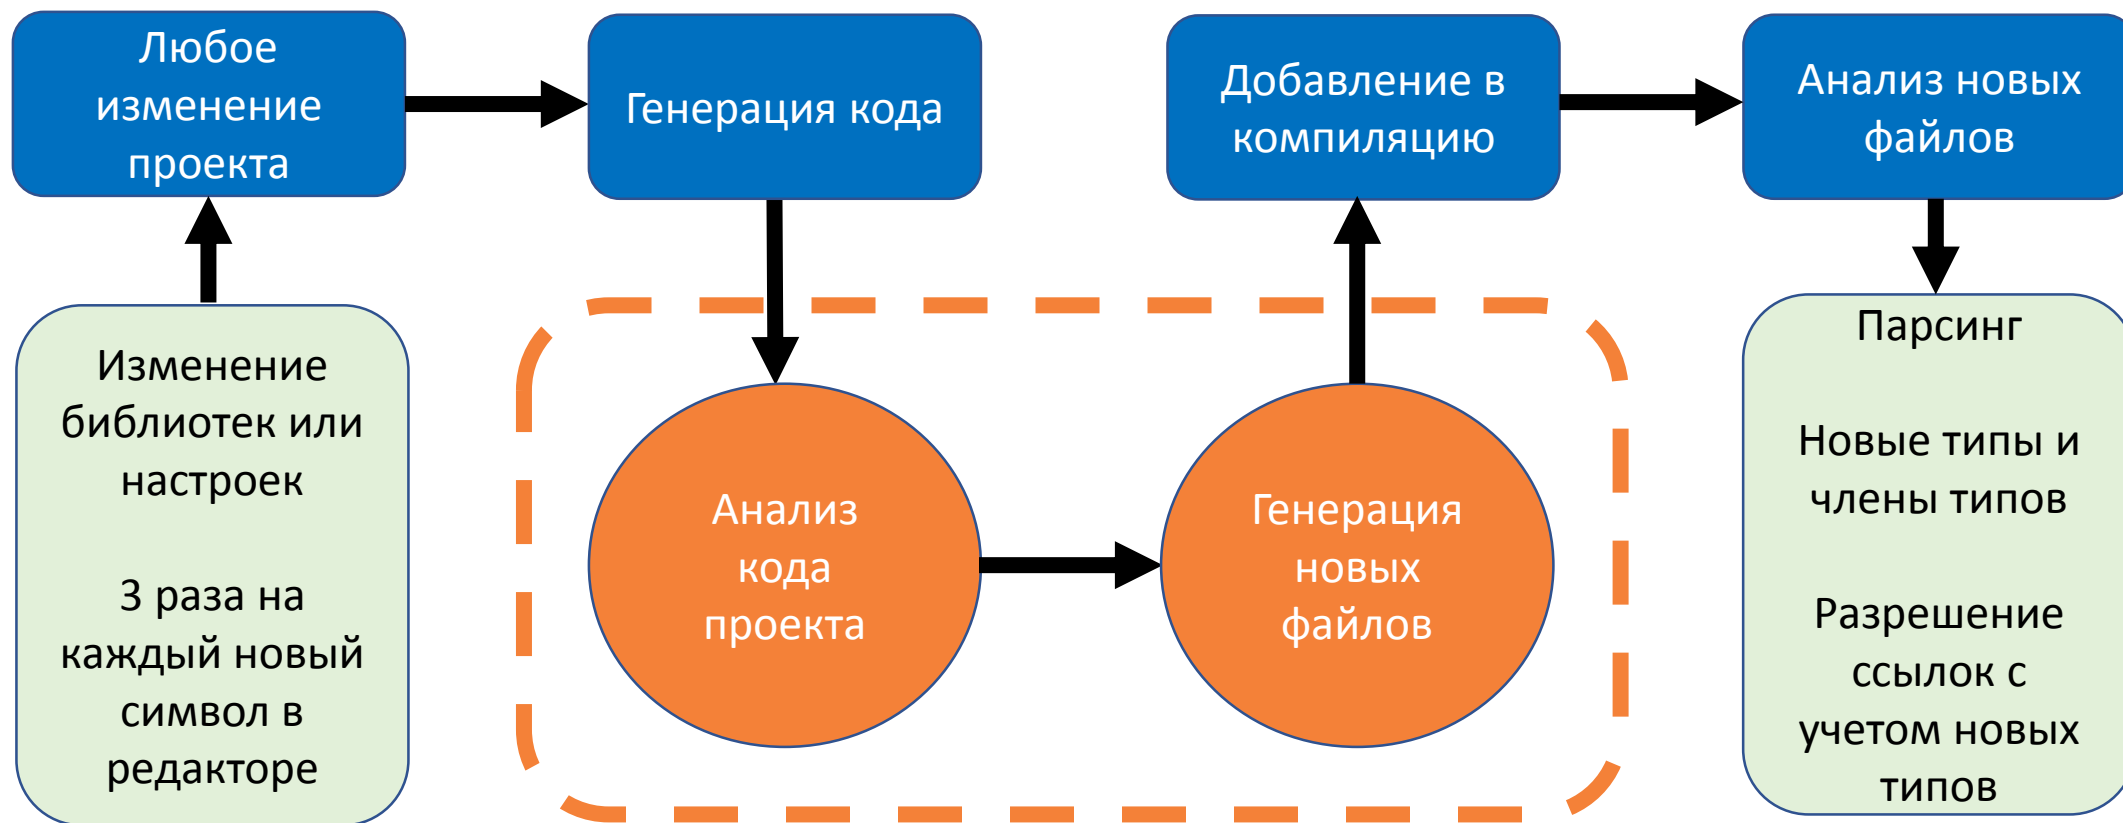 Любое
изменение
проекта
Генерация кода
Добавление в
компиляцию
Анализ новых
файлов
Изменение
библиотек или
настроек
3 раза на
каждый новый
символ в
редакторе
Анализ
кода
проекта
Генерация
новых
файлов
Парсинг
Новые типы и
члены типов
Разрешение
ссылок с
учетом новых
типов